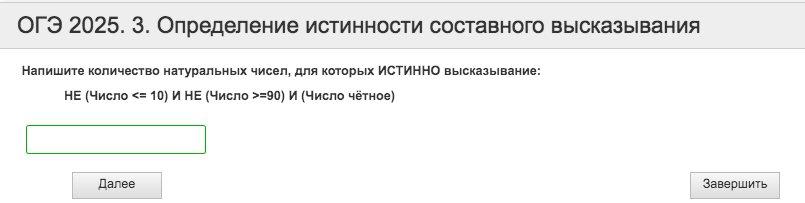 ОГЭ 2025. 3. Определение истинности составного высказывания
Напишите количество натуральных чисел, для которых ИСТИННО высказывание:
НЕ (Число <= 10) И НЕ (Число >=90) И (Число чётное)
Далее
Завершить